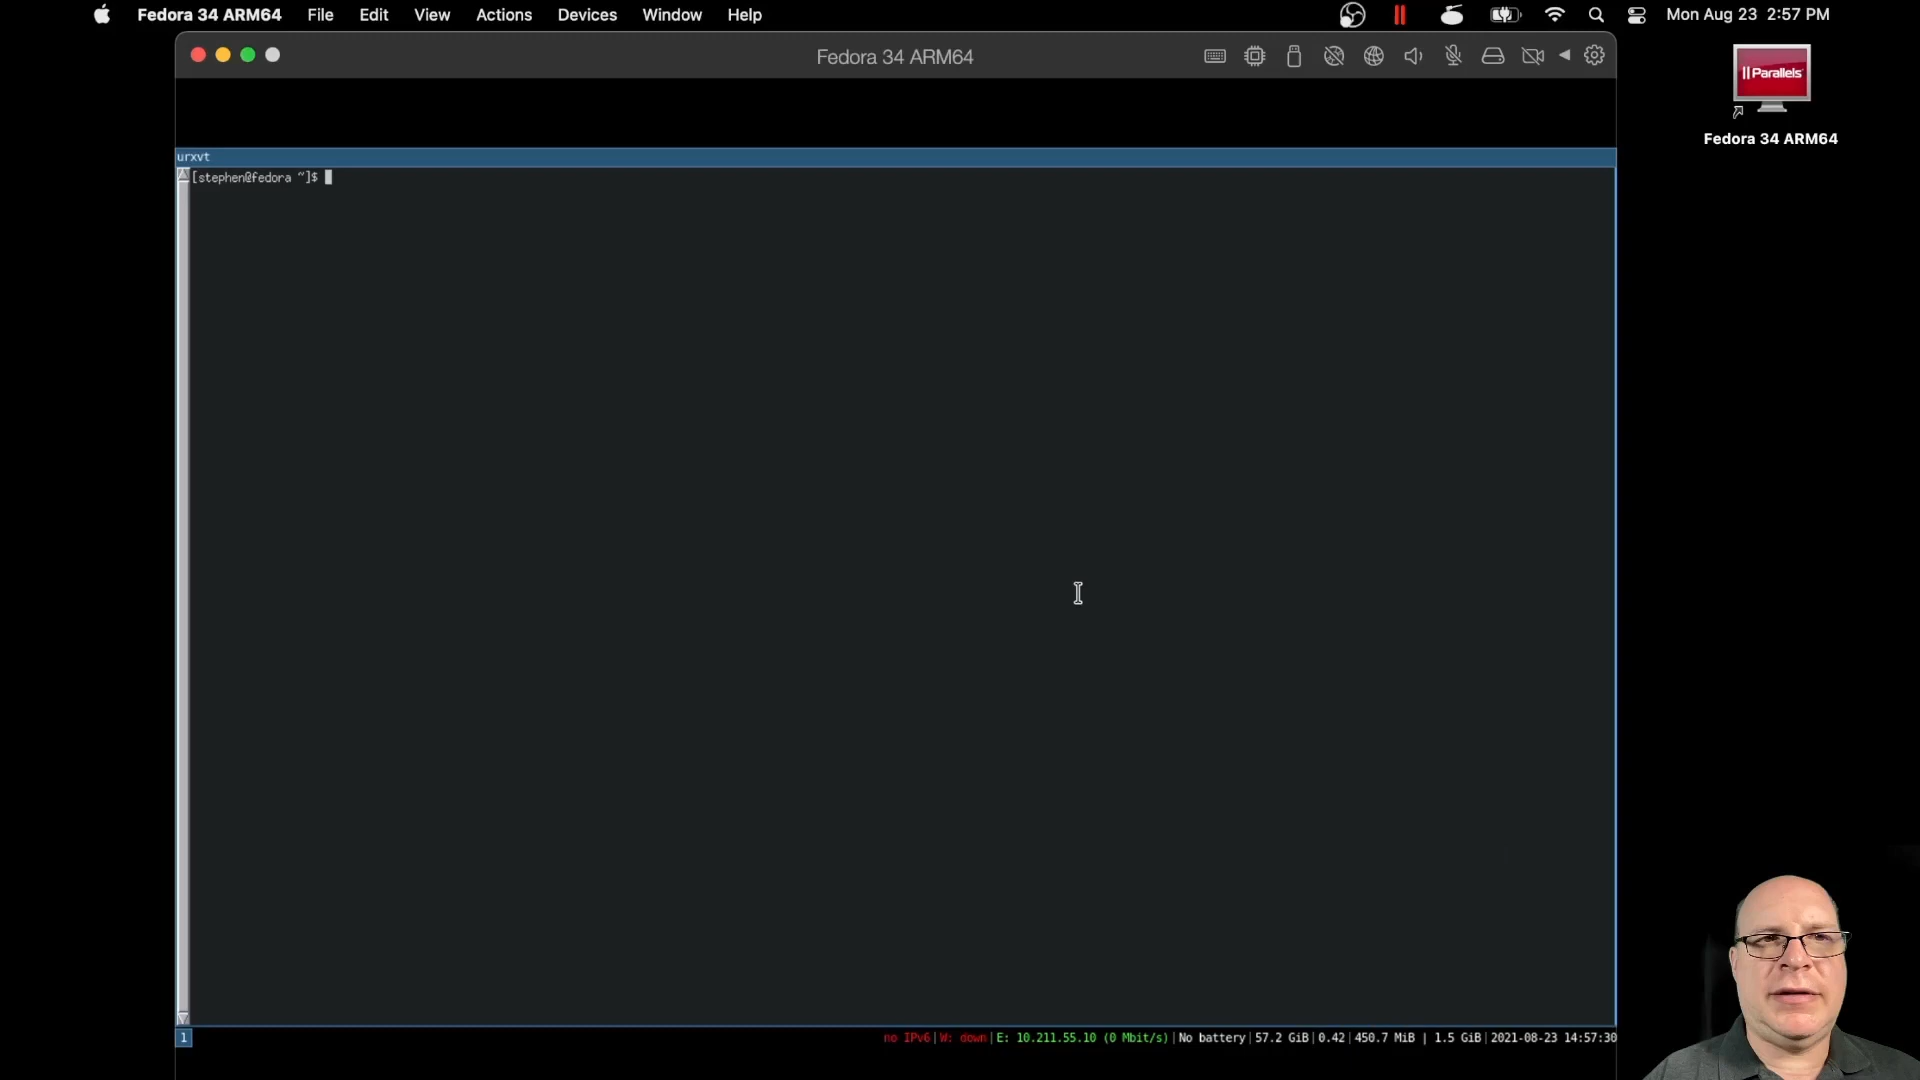 Fedora 34 ARM64 File Edit View Actions Devices Window Help Mon Aug 23 2:57 PM
Fedora 34 ARM64
|| Parallels
Fedora 34 ARM64
urxvt
[stephen@fedora ~]$
1 no IPv6|W: down|E: 10.211.55.10 (0 Mbit/s)|No battery|57.2 GiB|0.42|450.7 MiB | 1.5 GiB|2021-08-23 14:57:30